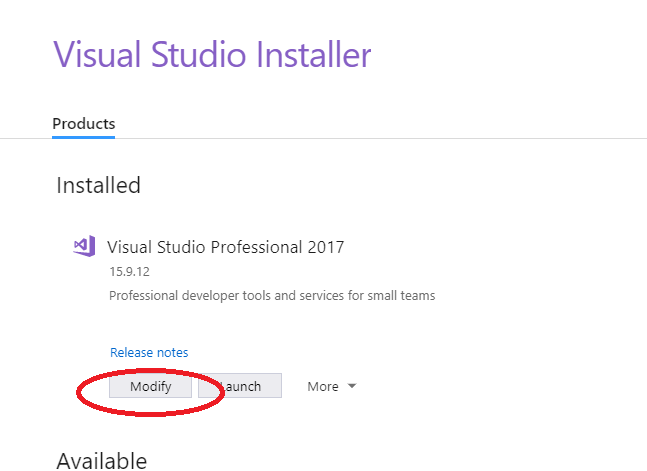 Visual Studio Installer
Products
Installed
Visual Studio Professional 2017
15.9.12
Professional developer tools and services for small teams
Release notes
Modify Launch More
Available